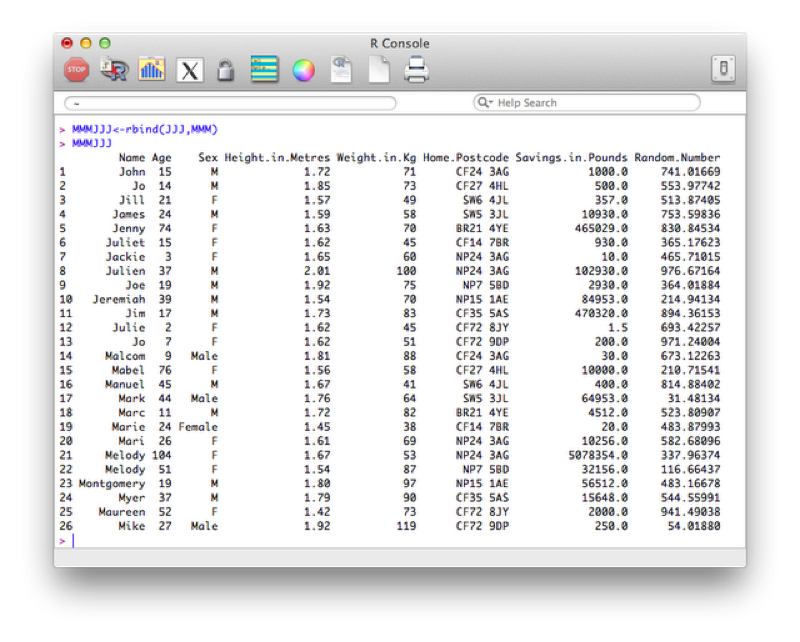 R Console
STOP
R
X
R
~
Help Search
> MMMJJJ<-rbind(JJJ,MMM)
> MMMJJJ
Name Age Sex Height.in.Metres Weight.in.Kg Home.Postcode Savings.in.Pounds Random.Number
1 John 15 M 1.72 71 CF24 3AG 1000.0 741.01669
2 Jo 14 M 1.85 73 CF27 4HL 500.0 553.97742
3 Jill 21 F 1.57 49 SW6 4JL 357.0 513.87405
4 James 24 M 1.59 58 SW5 3JL 10930.0 753.59836
5 Jenny 74 F 1.63 70 BR21 4YE 465029.0 830.84534
6 Juliet 15 F 1.62 45 CF14 7BR 930.0 365.17623
7 Jackie 3 F 1.65 60 NP24 3AG 10.0 465.71015
8 Julien 37 M 2.01 100 NP24 3AG 102930.0 976.67164
9 Joe 19 M 1.92 75 NP7 5BD 2930.0 364.01884
10 Jeremiah 39 M 1.54 70 NP15 1AE 84953.0 214.94134
11 Jim 17 M 1.73 83 CF35 5AS 470320.0 894.36153
12 Julie 2 F 1.62 45 CF72 8JY 1.5 693.42257
13 Jo 7 F 1.62 51 CF72 9DP 200.0 971.24004
14 Malcom 9 Male 1.81 88 CF24 3AG 30.0 673.12263
15 Mabel 76 F 1.56 58 CF27 4HL 10000.0 210.71541
16 Manuel 45 M 1.67 41 SW6 4JL 400.0 814.88402
17 Mark 44 Male 1.76 64 SW5 3JL 64953.0 31.48134
18 Marc 11 M 1.72 82 BR21 4YE 4512.0 523.80907
19 Marie 24 Female 1.45 38 CF14 7BR 20.0 483.87993
20 Mari 26 F 1.61 69 NP24 3AG 10256.0 582.68096
21 Melody 104 F 1.67 53 NP24 3AG 5078354.0 337.96374
22 Melody 51 F 1.54 87 NP7 5BD 32156.0 116.66437
23 Montgomery 19 M 1.80 97 NP15 1AE 56512.0 483.16678
24 Myer 37 M 1.79 90 CF35 5AS 15648.0 544.55991
25 Maureen 52 F 1.42 73 CF72 8JY 2000.0 941.49038
26 Mike 27 Male 1.92 119 CF72 9DP 250.0 54.01880
>